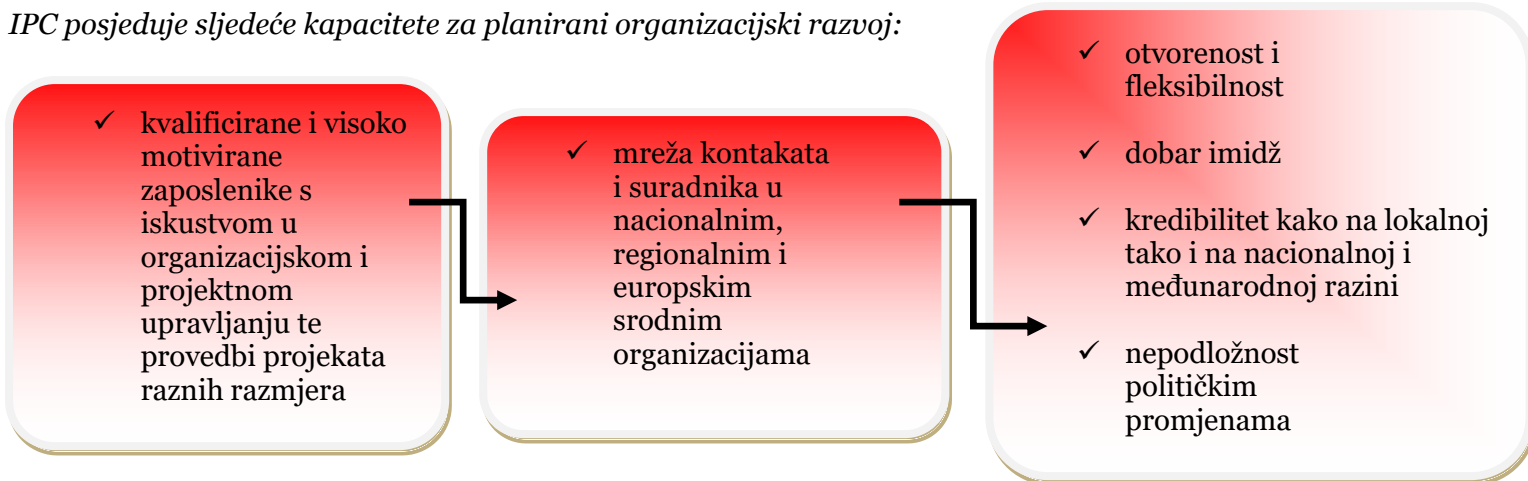 IPC posjeduje sljedeće kapacitete za planirani organizacijski razvoj:
✓ kvalificirane i visoko
motivirane
zaposlenike s
iskustvom u
organizacijskom i
projektnom
upravljanju te
provedbi projekata
raznih razmjera
✓ mreža kontakata
i suradnika u
nacionalnim,
regionalnim i
europskim
srodnim
organizacijama
✓ otvorenost i
fleksibilnost
✓ dobar imidž
✓ kredibilitet kako na lokalnoj
tako i na nacionalnoj i
međunarodnoj razini
✓ nepodložnost
političkim
promjenama